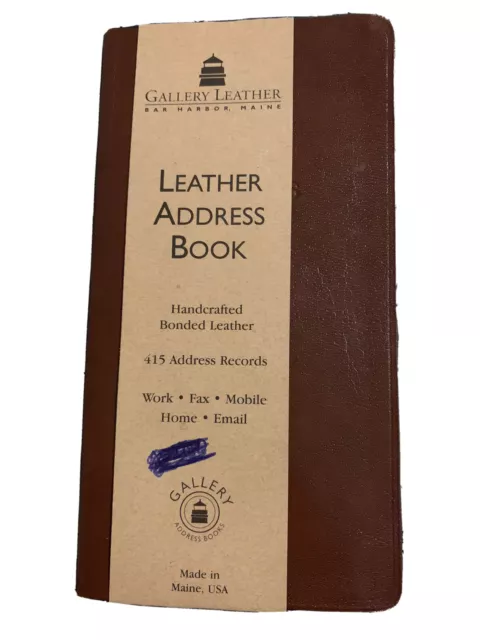 GALLERY LEATHER
BAR HARBOR, MAINE
LEATHER
ADDRESS
BOOK
Handcrafted
Bonded Leather
415 Address Records
Work • Fax • Mobile
Home • Email
GALLERY
ADDRESS BOOKS
Made in
Maine, USA